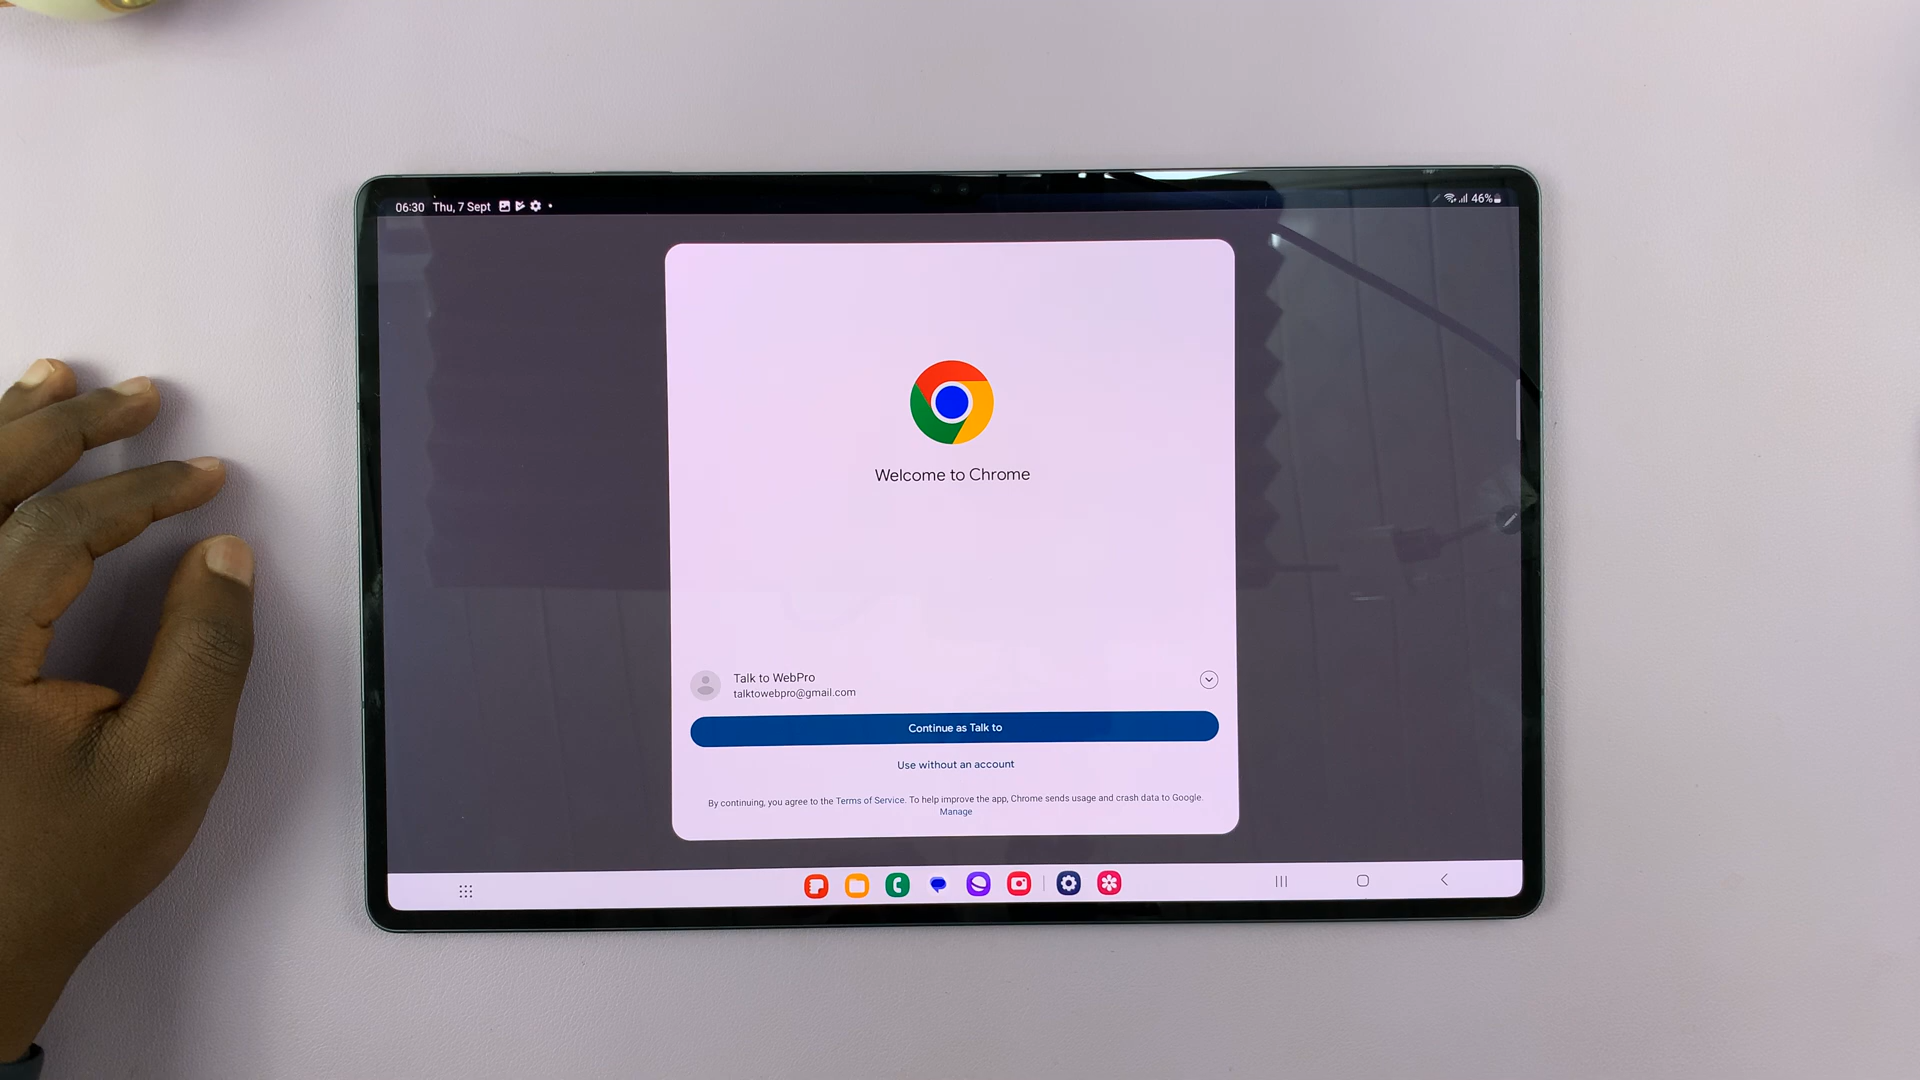 06:30 Thu, 7 Sept
46%
Welcome to Chrome
Talk to WebPro
talktowebpro@gmail.com
Continue as Talk to
Use without an account
By continuing, you agree to the Terms of Service. To help improve the app, Chrome sends usage and crash data to Google.
Manage